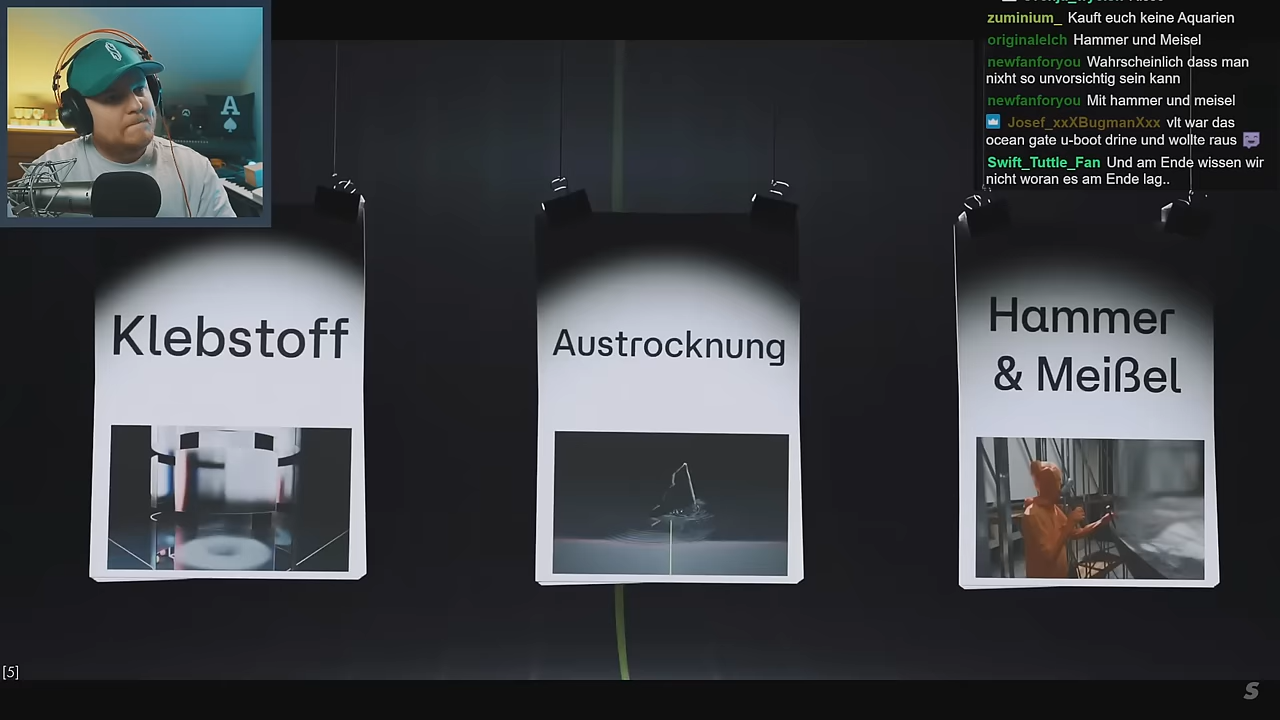 zuminium_ Kauft euch keine Aquarien
originalelch Hammer und Meisel
newfanforyou Wahrscheinlich dass man
nixht so unvorsichtig sein kann
newfanforyou Mit hammer und meisel
Josef_xxXBugmanXxx vlt war das
ocean gate u-boot drine und wollte raus
Swift_Tuttle_Fan Und am Ende wissen wir
nicht woran es am Ende lag..
A
Klebstoff
Austrocknung
Hammer
& Meißel
[5]
S